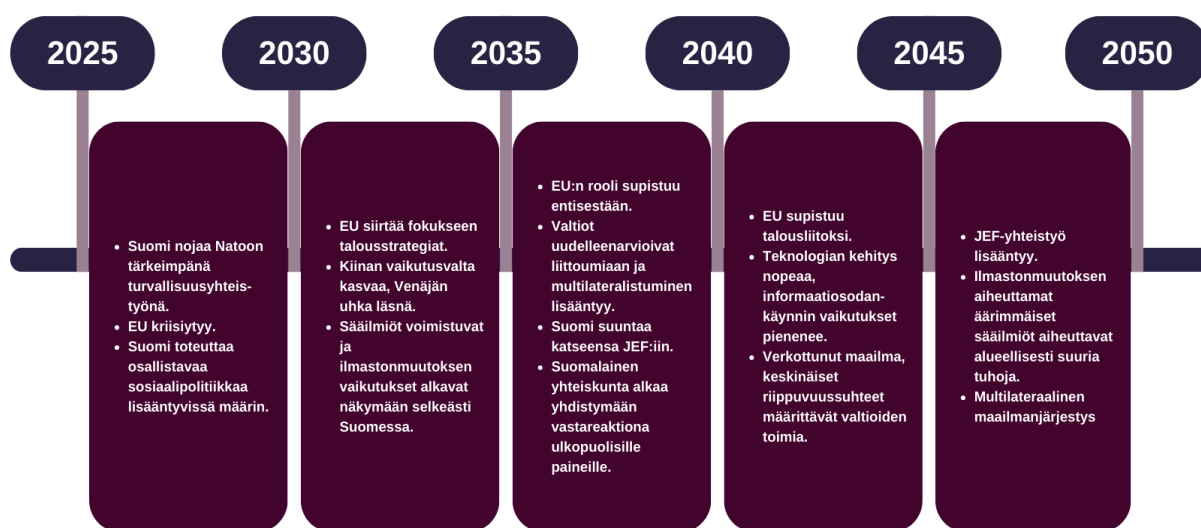 2025
2030
2035
2040
2045
2050
• Suomi nojaa Natoon
tärkeimpänä
turvallisuusyhteis-
työnä.
• EU kriisiytyy.
• Suomi toteuttaa
osallistavaa
sosiaalipolitiikkaa
lisääntyvissä määrin.
• EU siirtää fokukseen
talousstrategiat.
• Kiinan vaikutusvalta
kasvaa, Venäjän
uhka läsnä.
• Sääilmiöt voimistuvat
ja
ilmastonmuutoksen
vaikutukset alkavat
näkymään selkeästi
Suomessa.
• EU:n rooli supistuu
entisestään.
• Valtiot
uudelleenarvioivat
liittoumiaan ja
multilateralistuminen
lisääntyy.
• Suomi suuntaa
katseensa JEF:iin.
• Suomalainen
yhteiskunta alkaa
yhdistymään
vastareaktiona
ulkopuolisille
paineille.
• EU supistuu
talousliitoksi.
• Teknologian kehitys
nopeaa,
informaatiosodan-
käynnin vaikutukset
pienenee.
• Verkottunut maailma,
keskinäiset
riippuvuussuhteet
määrittävät valtioiden
toimia.
• JEF-yhteistyö
lisääntyy.
• Ilmastonmuutoksen
aiheuttamat
äärimmäiset
sääilmiöt aiheuttavat
alueellisesti suuria
tuhoja.
• Multilateraalinen
maailmanjärjestys